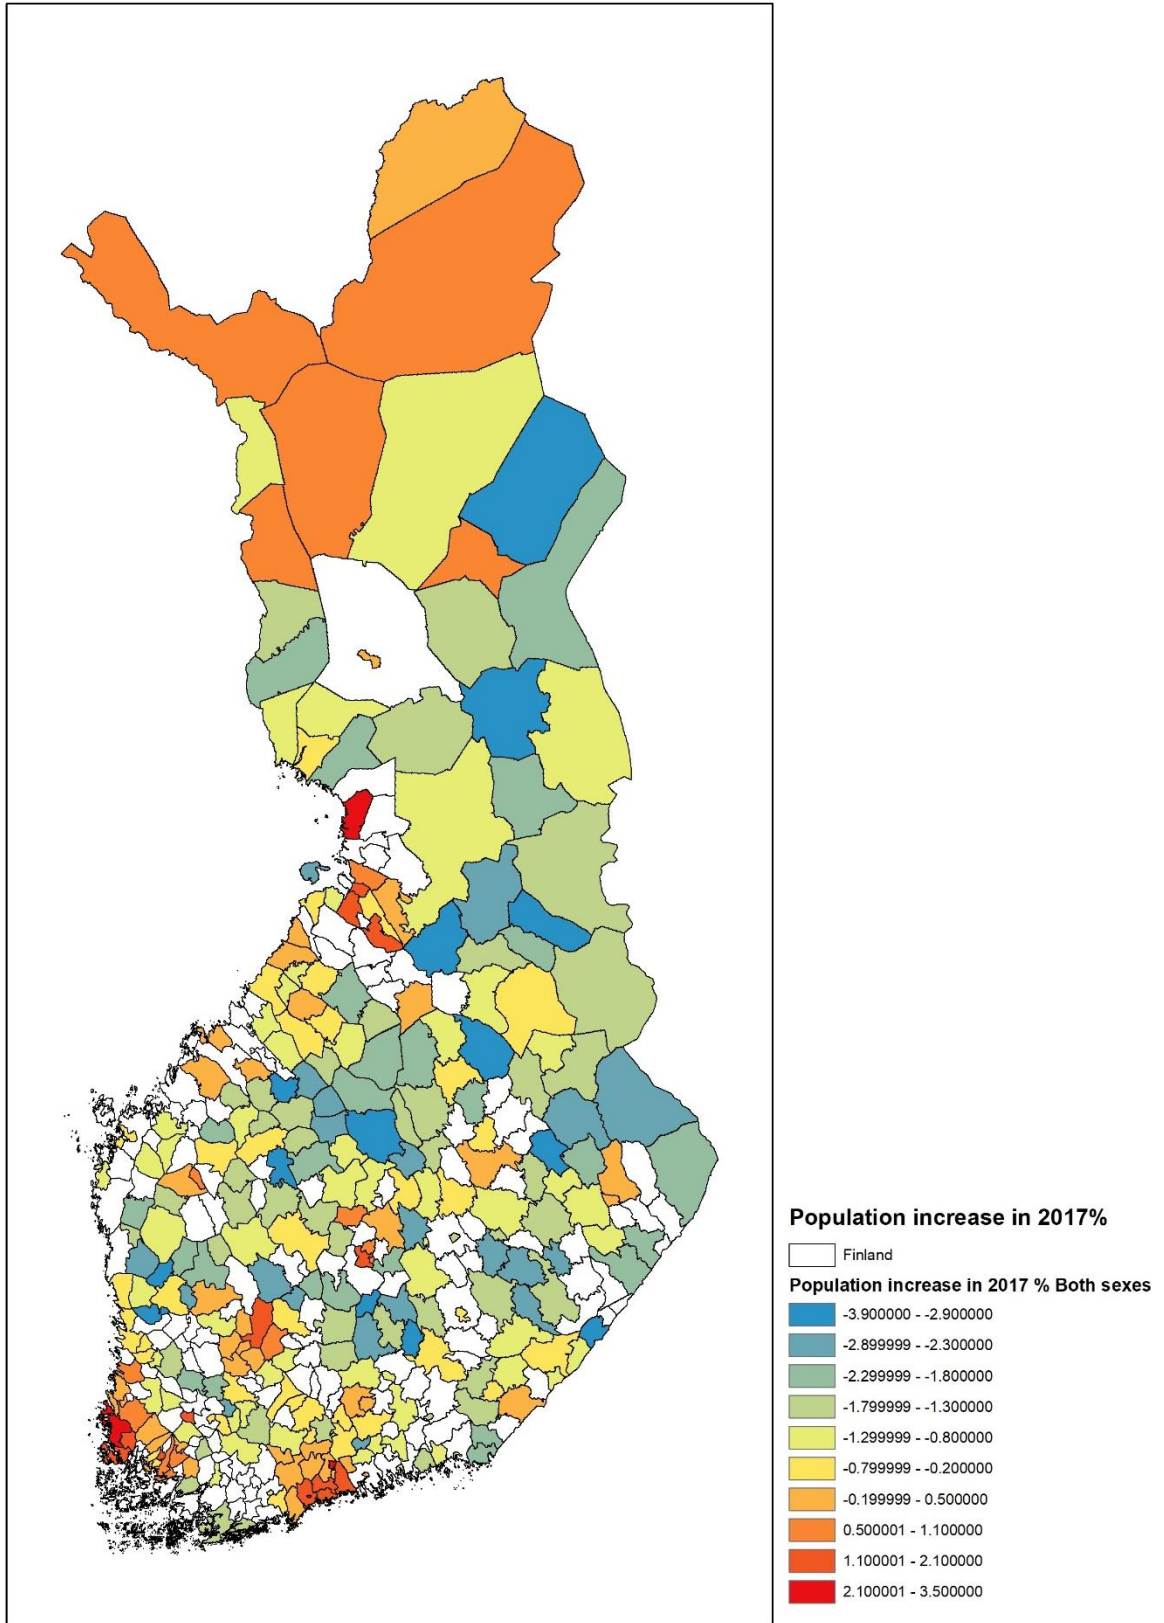 Population increase in 2017%
Finland
Population increase in 2017 % Both sexes
-3.900000 - -2.900000
-2.899999 - -2.300000
-2.299999 - -1.800000
-1.799999 - -1.300000
-1.299999 - -0.800000
-0.799999 - -0.200000
-0.199999 - 0.500000
0.500001 - 1.100000
1.100001 - 2.100000
2.100001 - 3.500000